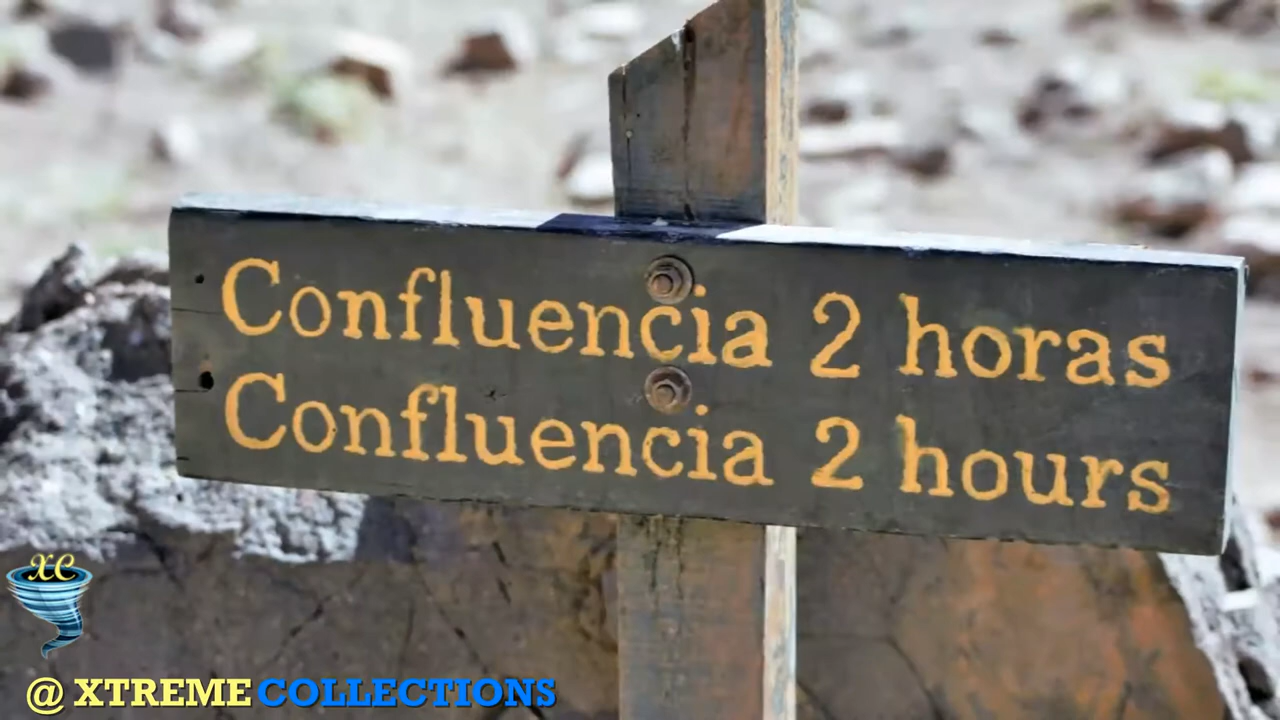 Confluencia 2 horas
Confluencia 2 hours
XC
@ XTREME COLLECTIONS